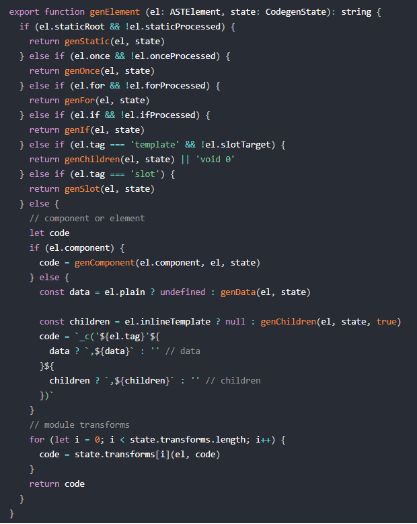 export function genElement (el: ASTElement, state: CodegenState): string {
  if (el.staticRoot && !el.staticProcessed) {
    return genStatic(el, state)
  } else if (el.once && !el.onceProcessed) {
    return genOnce(el, state)
  } else if (el.for && !el.forProcessed) {
    return genFor(el, state)
  } else if (el.if && !el.ifProcessed) {
    return genIf(el, state)
  } else if (el.tag === 'template' && !el.slotTarget) {
    return genChildren(el, state) || 'void 0'
  } else if (el.tag === 'slot') {
    return genSlot(el, state)
  } else {
    // component or element
    let code
    if (el.component) {
      code = genComponent(el.component, el, state)
    } else {
      const data = el.plain ? undefined : genData(el, state)

      const children = el.inlineTemplate ? null : genChildren(el, state, true)
      code = `_c('${el.tag}'${
        data ? `,${data}` : '' // data
      }${
        children ? `,${children}` : '' // children
      })`
    }
    // module transforms
    for (let i = 0; i < state.transforms.length; i++) {
      code = state.transforms[i](el, code)
    }
    return code
  }
}